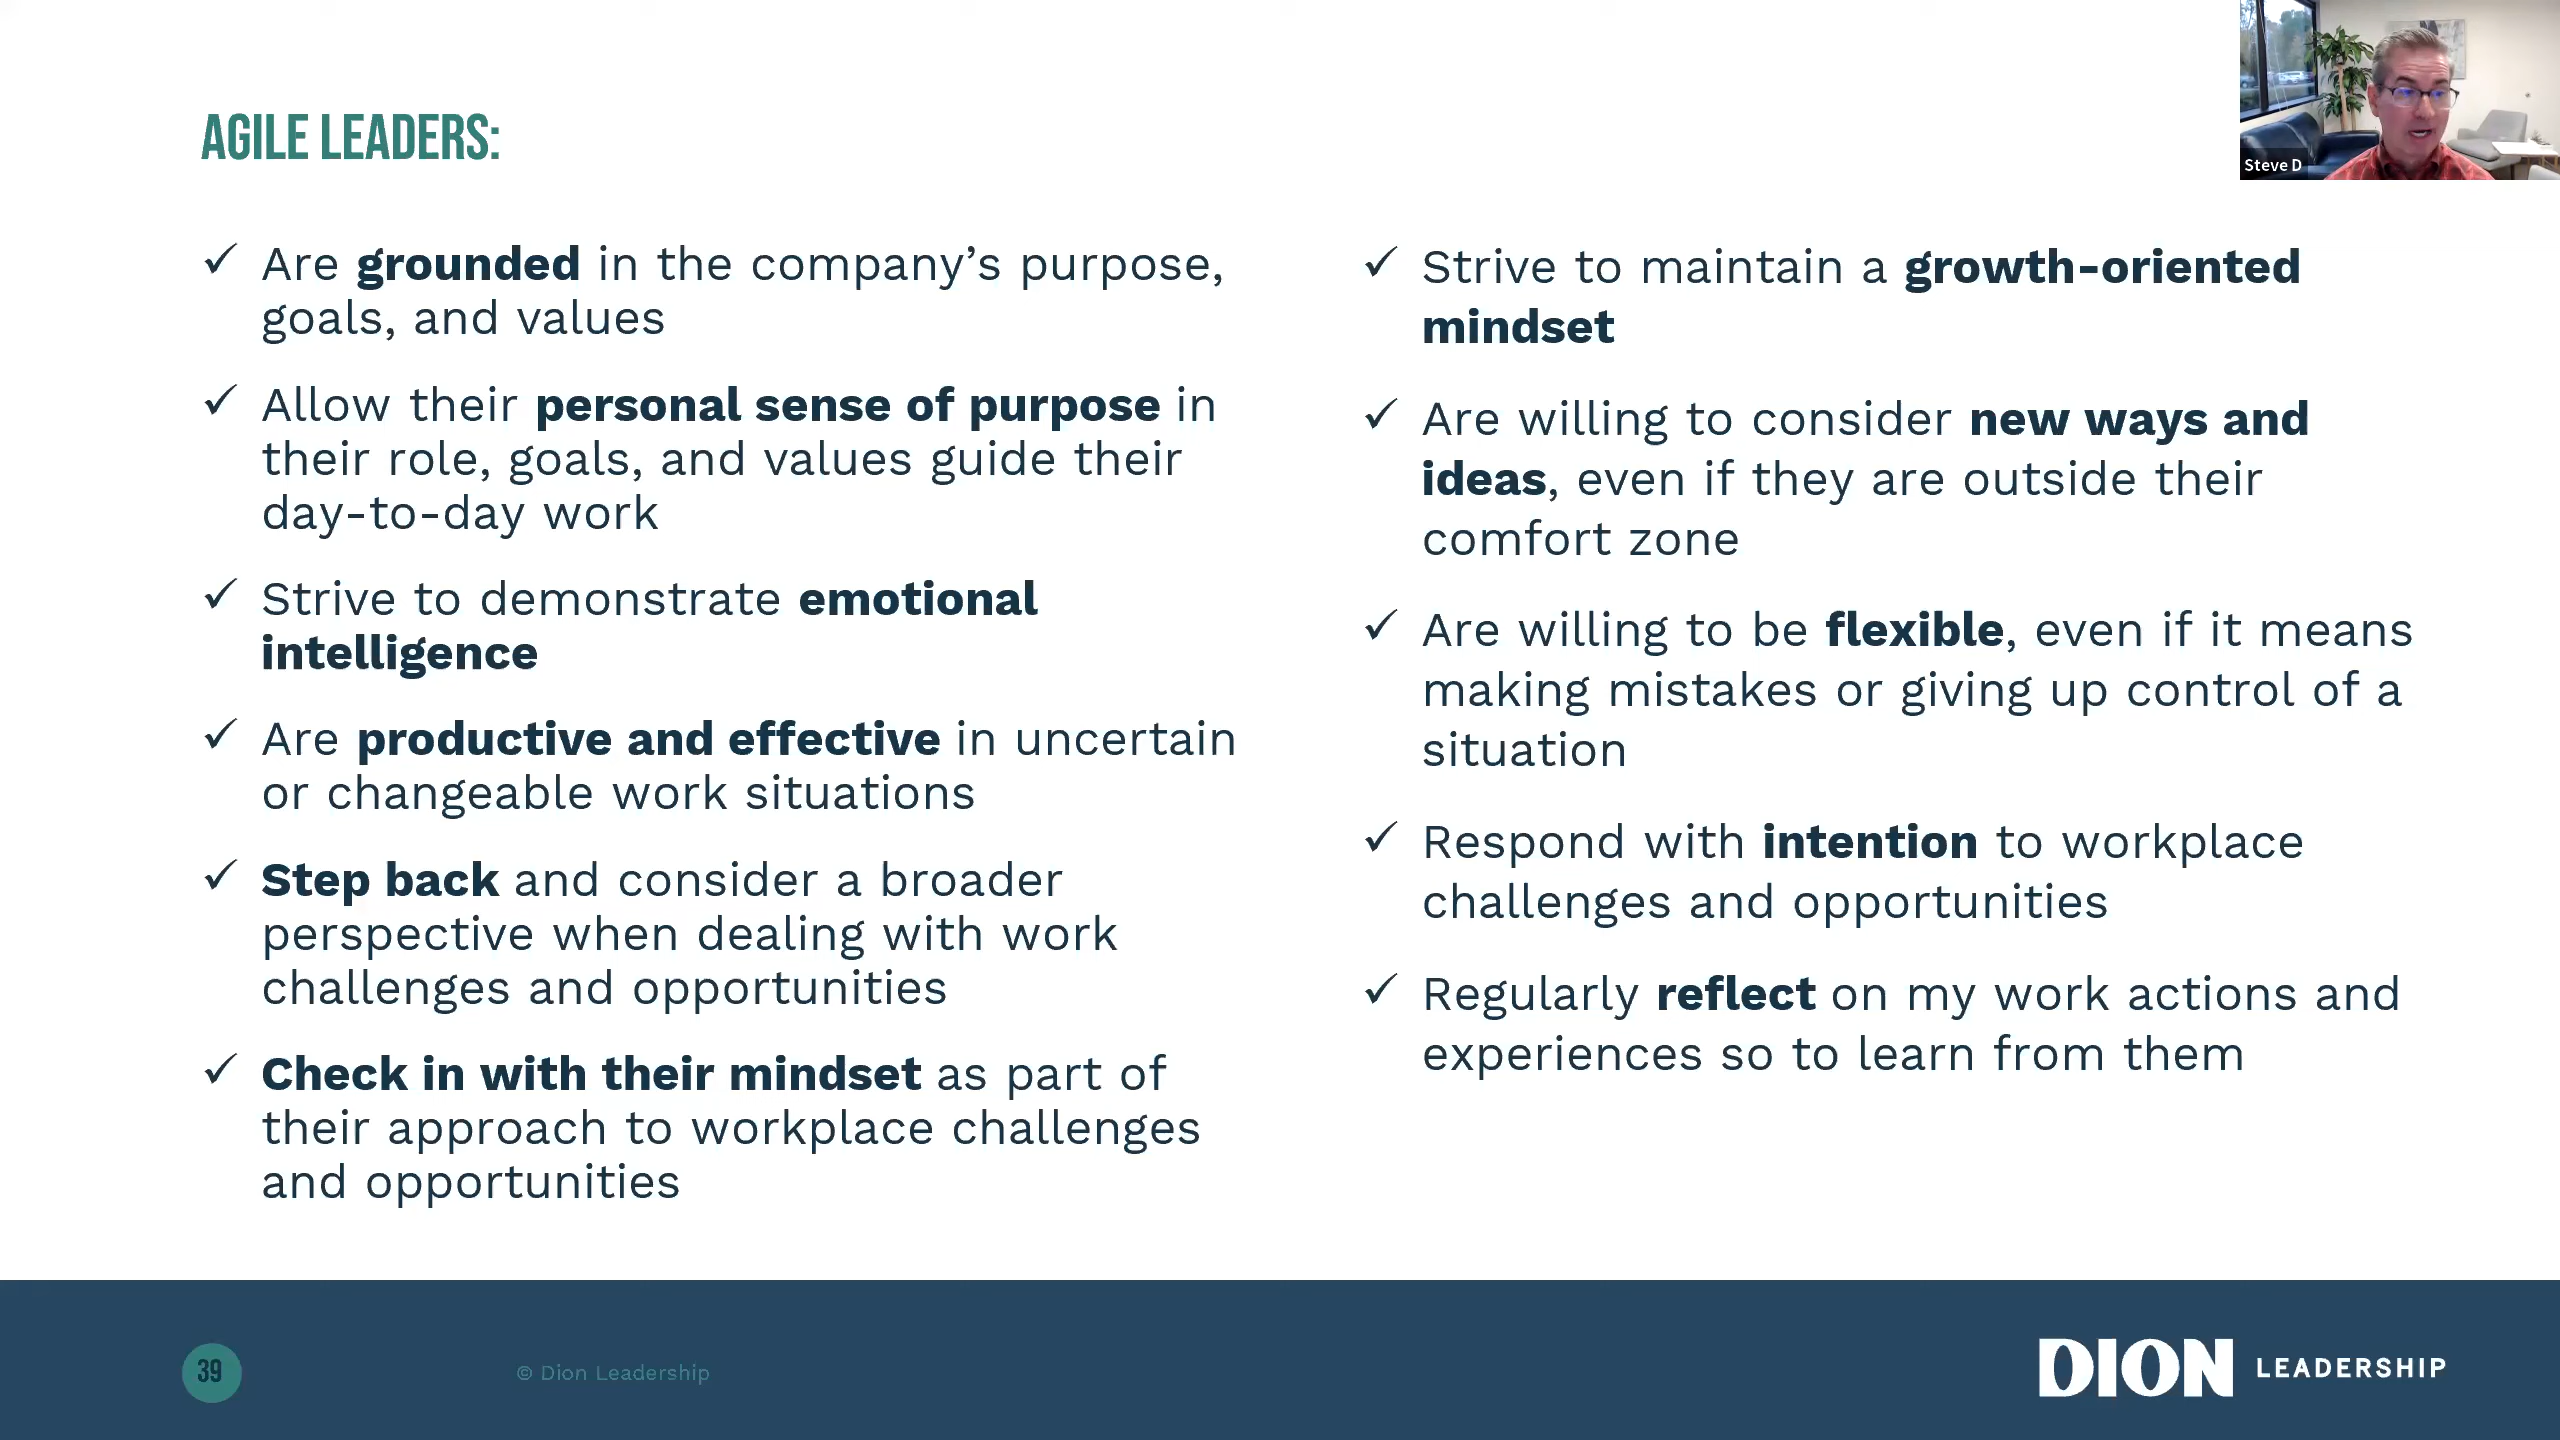 AGILE LEADERS:
✓ Are grounded in the company’s purpose,
goals, and values
✓ Allow their personal sense of purpose in
their role, goals, and values guide their
day-to-day work
✓ Strive to demonstrate emotional
intelligence
✓ Are productive and effective in uncertain
or changeable work situations
✓ Step back and consider a broader
perspective when dealing with work
challenges and opportunities
✓ Check in with their mindset as part of
their approach to workplace challenges
and opportunities
✓ Strive to maintain a growth-oriented
mindset
✓ Are willing to consider new ways and
ideas, even if they are outside their
comfort zone
✓ Are willing to be flexible, even if it means
making mistakes or giving up control of a
situation
✓ Respond with intention to workplace
challenges and opportunities
✓ Regularly reflect on my work actions and
experiences so to learn from them
Steve D
39
© Dion Leadership
DION LEADERSHIP